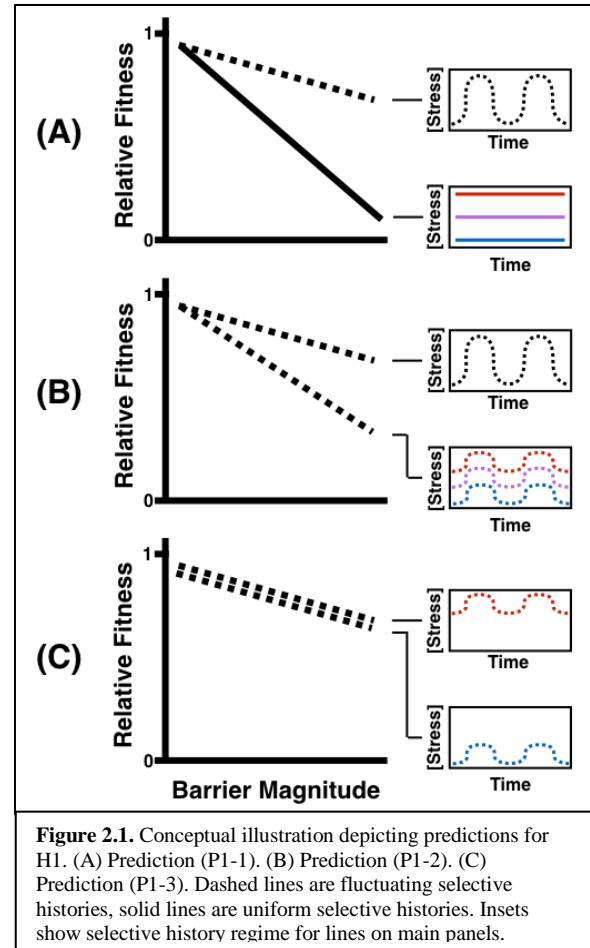 (A)
Relative Fitness
1
0
[Stress]
Time
[Stress]
Time
(B)
Relative Fitness
1
0
[Stress]
Time
[Stress]
Time
(C)
Relative Fitness
1
0
[Stress]
Time
[Stress]
Time
Barrier Magnitude
Figure 2.1. Conceptual illustration depicting predictions for
H1. (A) Prediction (P1-1). (B) Prediction (P1-2). (C)
Prediction (P1-3). Dashed lines are fluctuating selective
histories, solid lines are uniform selective histories. Insets
show selective history regime for lines on main panels.